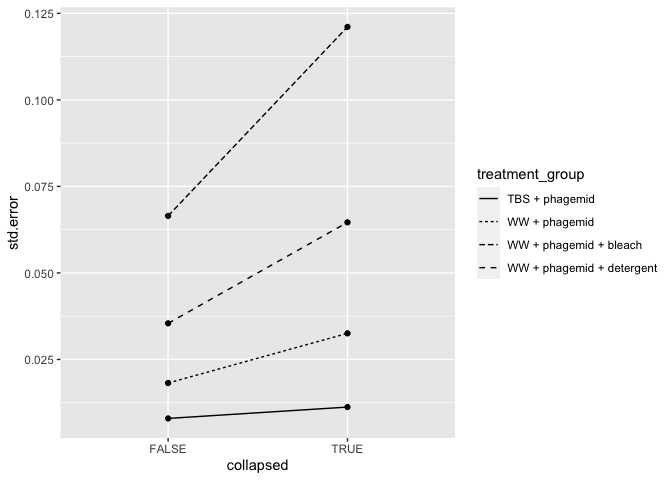 0.125
0.100
0.075
0.050
0.025
std.error
FALSE
TRUE
collapsed
treatment_group
TBS + phagemid
WW + phagemid
WW + phagemid + bleach
WW + phagemid + detergent